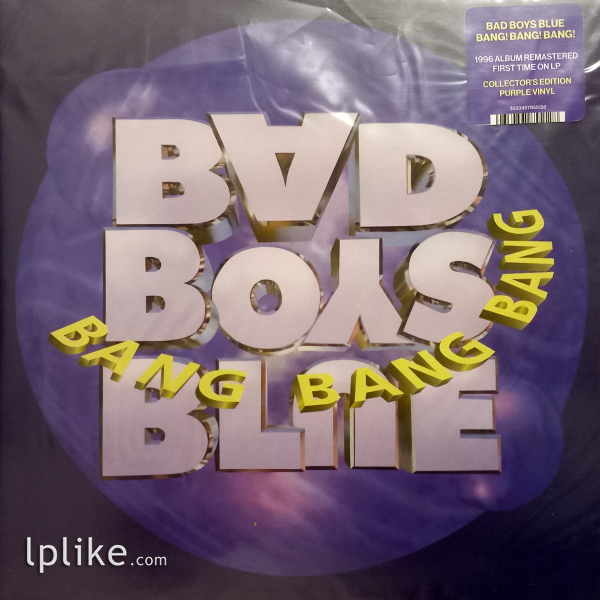 BAD BOYS BLUE
BANG! BANG! BANG!
1996 ALBUM REMASTERED
FIRST TIME ON LP
COLLECTOR'S EDITION
PURPLE VINYL
BAD
BOYS
BLUE
BANG BANG BANG
lplike.com